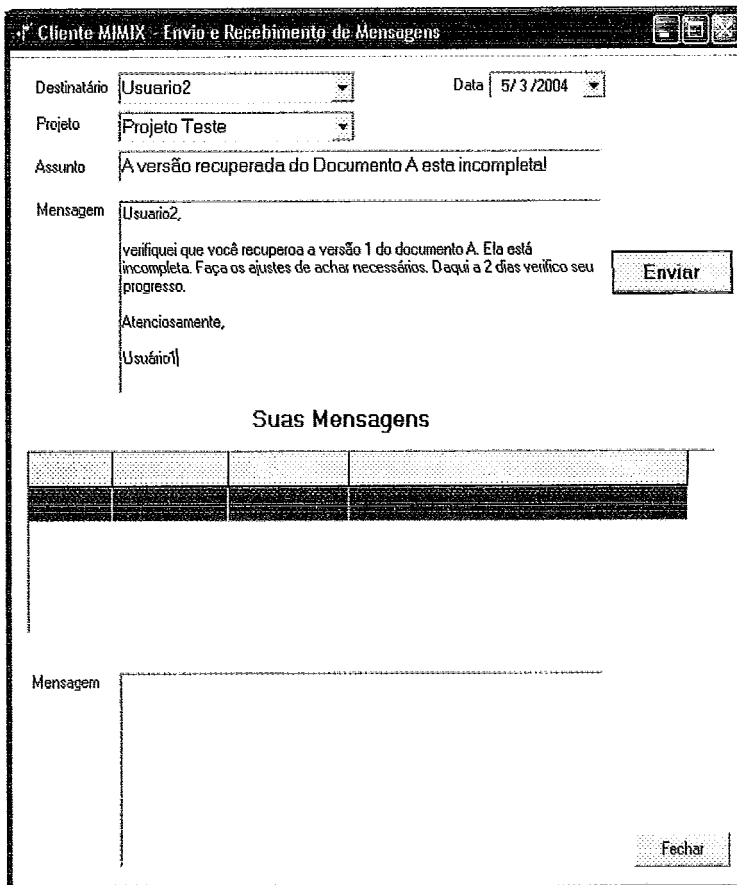 Cliente MIMIX - Envio e Recebimento de Mensagens
Destinatário Usuario2 Data 5/ 3 /2004
Projeto Projeto Teste
Assunto A versão recuperada do Documento A esta incompleta!
Mensagem Usuario2,
verifiquei que você recuperoa a versão 1 do documento A. Ela está
incompleta. Faça os ajustes de achar necessários. Daqui a 2 dias verifico seu
progresso.
Enviar
Atenciosamente,
Usuário1
Suas Mensagens
Mensagem
Fechar